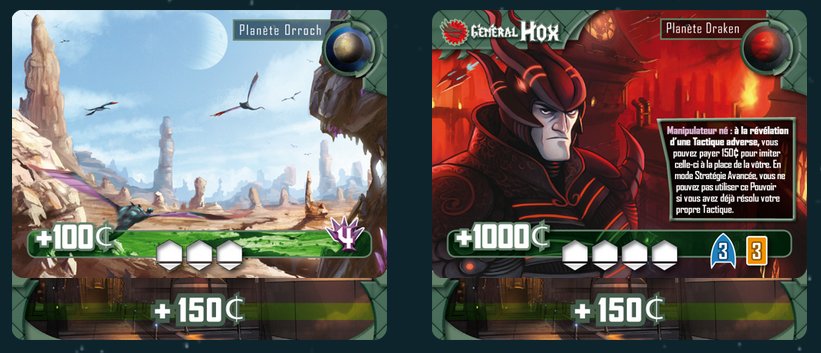 Planète Orroch
+100₵
4
+150₵
GÉNÉRAL HOX
Planète Draken
Manipulateur né : à la révélation
d'une Tactique adverse, vous
pouvez payer 150₵ pour imiter
celle-ci à la place de la vôtre. En
mode Stratégie Avancée, vous ne
pouvez pas utiliser ce Pouvoir
si vous avez déjà résolu votre
propre Tactique.
+1000₵
3
3
+150₵